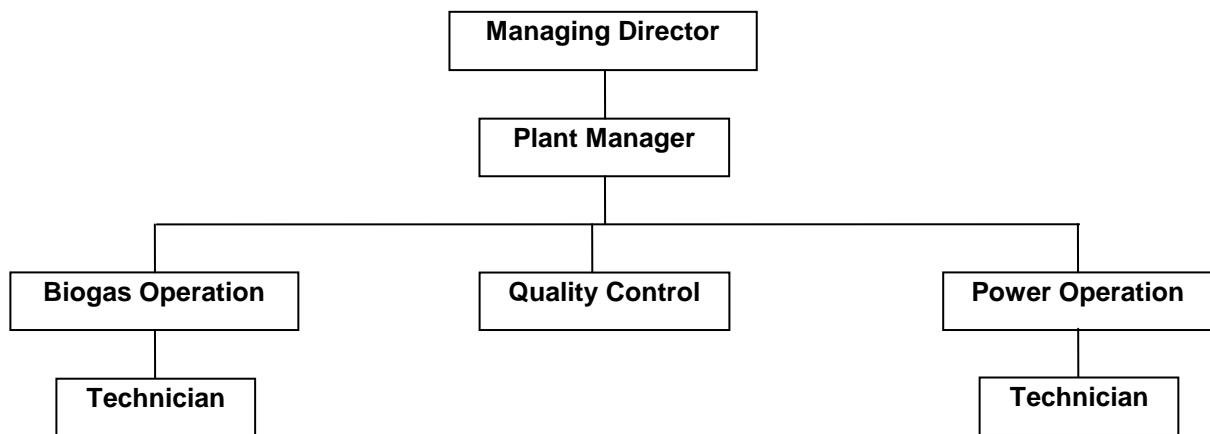 Managing Director
Plant Manager
Biogas Operation
Quality Control
Power Operation
Technician
Technician